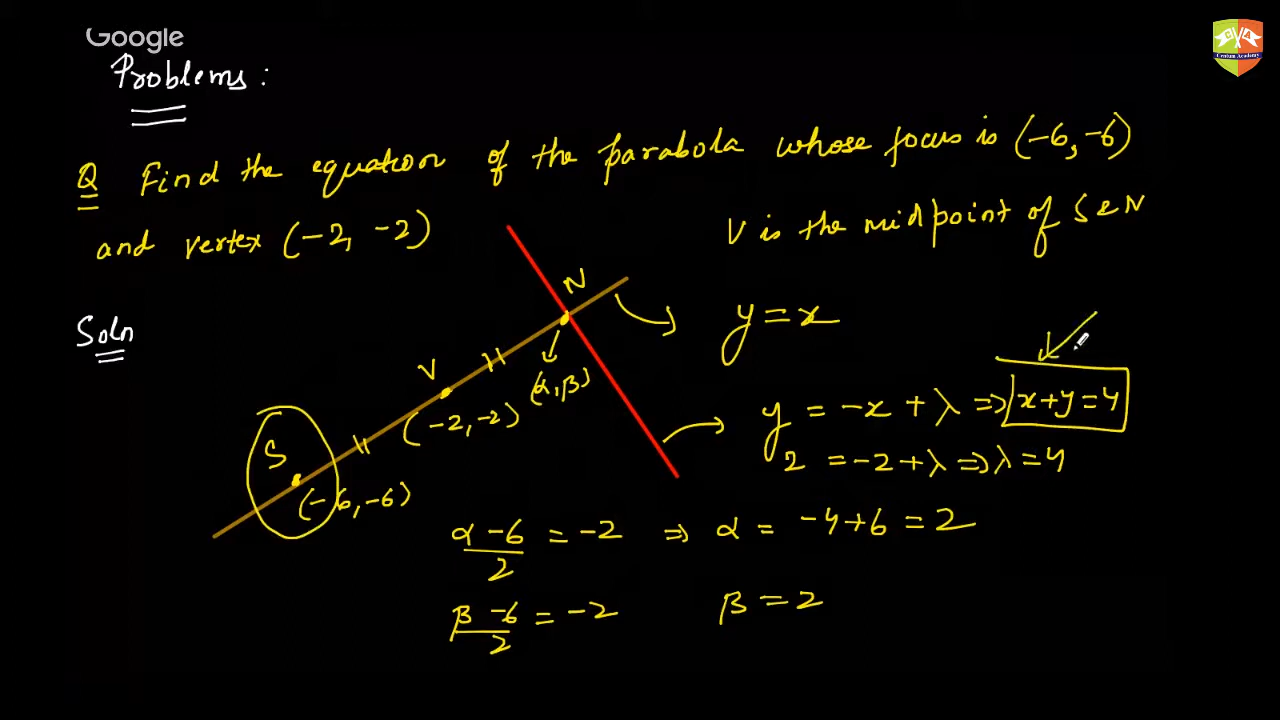 Google
Problems:
Q Find the equation of the parabola whose focus is (-6, -6)
and vertex (-2, -2)
V is the midpoint of S & N
Soln
N
y = x
V
(α, β)
(-2, -2)
y = -x + λ ⇒ x+y=4
2 = -2+λ ⇒ λ=4
S
(-6, -6)
α-6/2 = -2 ⇒ α = -4+6 = 2
β-6/2 = -2 β = 2
Centum Academy